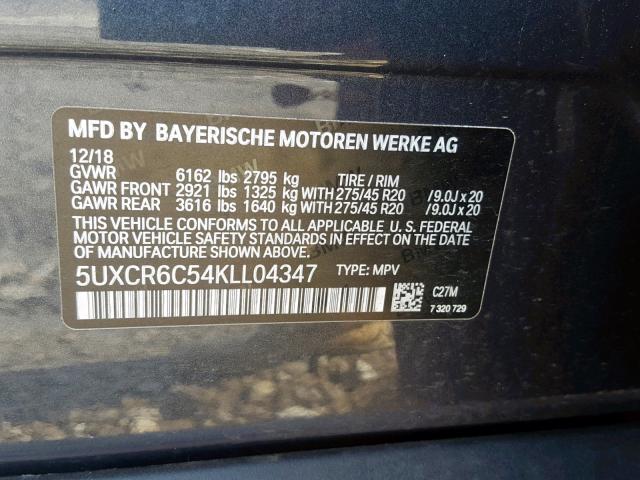 MFD BY BAYERISCHE MOTOREN WERKE AG
12/18
GVWR 6162 lbs 2795 kg TIRE / RIM
GAWR FRONT 2921 lbs 1325 kg WITH 275/45 R20 /9.0J x 20
GAWR REAR 3616 lbs 1640 kg WITH 275/45 R20 /9.0J x 20
THIS VEHICLE CONFORMS TO ALL APPLICABLE U. S. FEDERAL
MOTOR VEHICLE SAFETY STANDARDS IN EFFECT ON THE DATE
OF MANUFACTURE SHOWN ABOVE.
5UXCR6C54KLL04347 TYPE: MPV
C27M
7 320 729